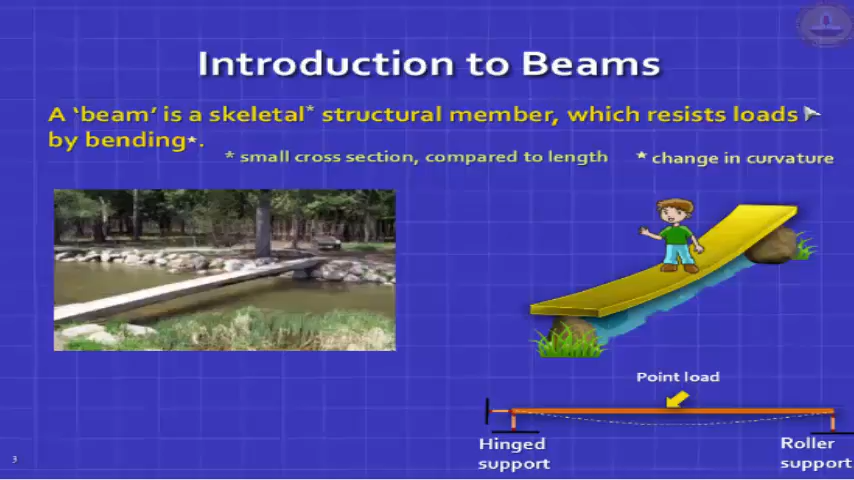 Introduction to Beams
A ‘beam’ is a skeletal* structural member, which resists loads
by bending*.
* small cross section, compared to length
* change in curvature
Point load
Hinged
support
Roller
support
3